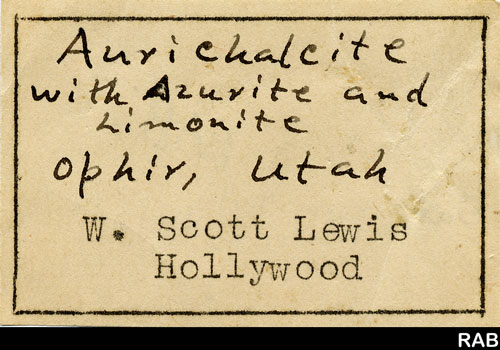 Aurichalcite
with Azurite and
Limonite
Ophir, Utah
W. Scott Lewis
Hollywood
RAB